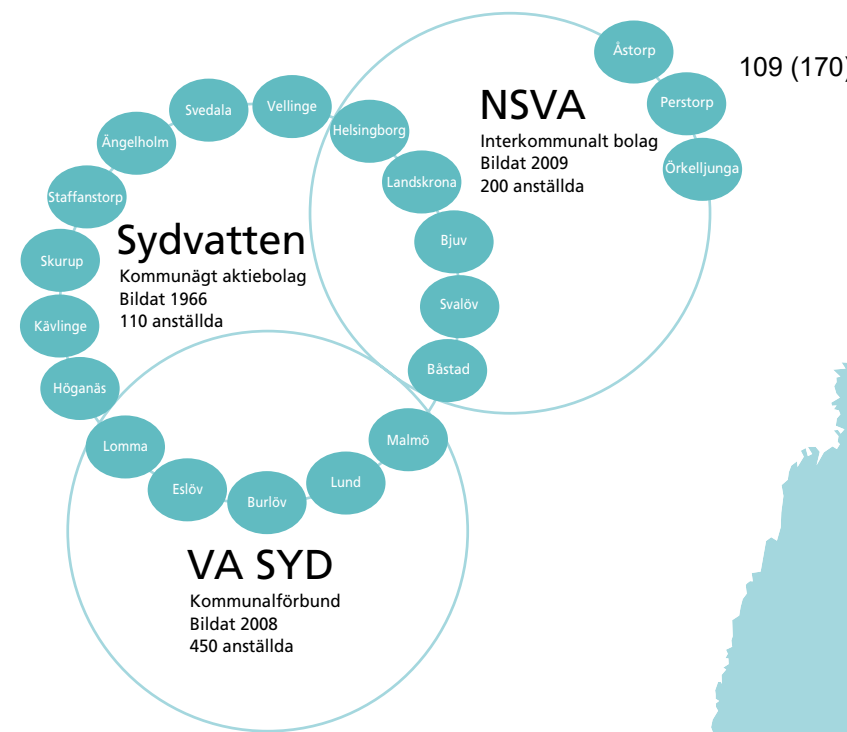 Åstorp
109 (170)
Perstorp
Örkelljunga
NSVA
Interkommunalt bolag
Bildat 2009
200 anställda
Vellinge
Svedala
Helsingborg
Ängelholm
Landskrona
Staffanstorp
Bjuv
Sydvatten
Kommunägt aktiebolag
Bildat 1966
110 anställda
Skurup
Svalöv
Kävlinge
Båstad
Höganäs
Malmö
Lomma
Lund
Eslöv
Burlöv
VA SYD
Kommunalförbund
Bildat 2008
450 anställda